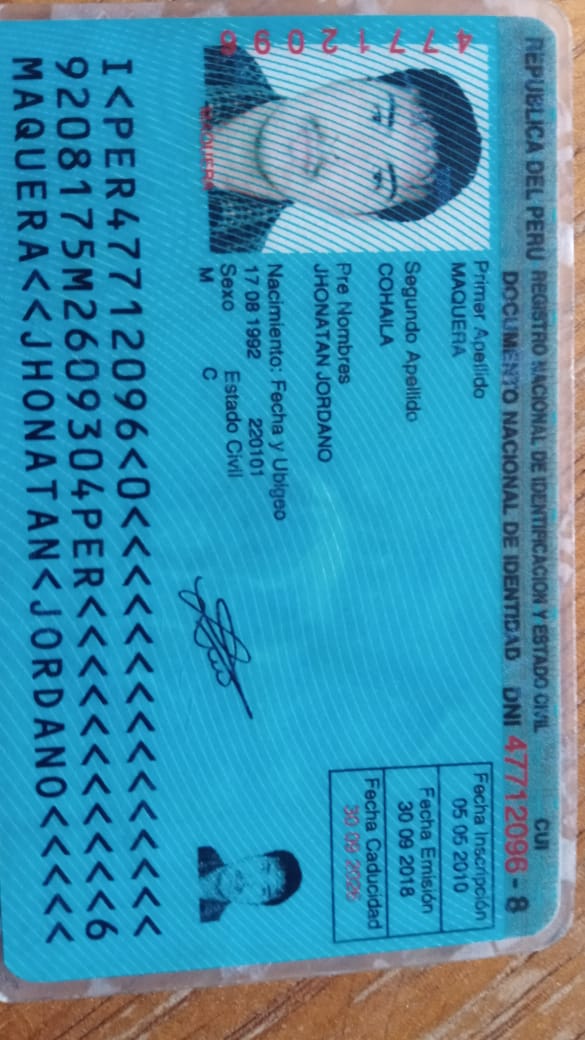 REPUBLICA DEL PERU REGISTRO NACIONAL DE IDENTIFICACION Y ESTADO CIVIL
CUI
DOCUMENTO NACIONAL DE IDENTIDAD DNI 47712096 - 8
47712096
Primer Apellido
MAQUERA
Segundo Apellido
COHAILA
Pre Nombres
JHONATAN JORDANO
Nacimiento: Fecha y Ubigeo
17 08 1992 220101
Sexo Estado Civil
M C
Fecha Inscripción
05 05 2010
Fecha Emisión
30 09 2018
Fecha Caducidad
30 09 2026
I<PER47712096<0<<<<<<<<<<<<<<<
9208175M2609304PER<<<<<<<<<<<6
MAQUERA<<JHONATAN<JORDANO<<<<<